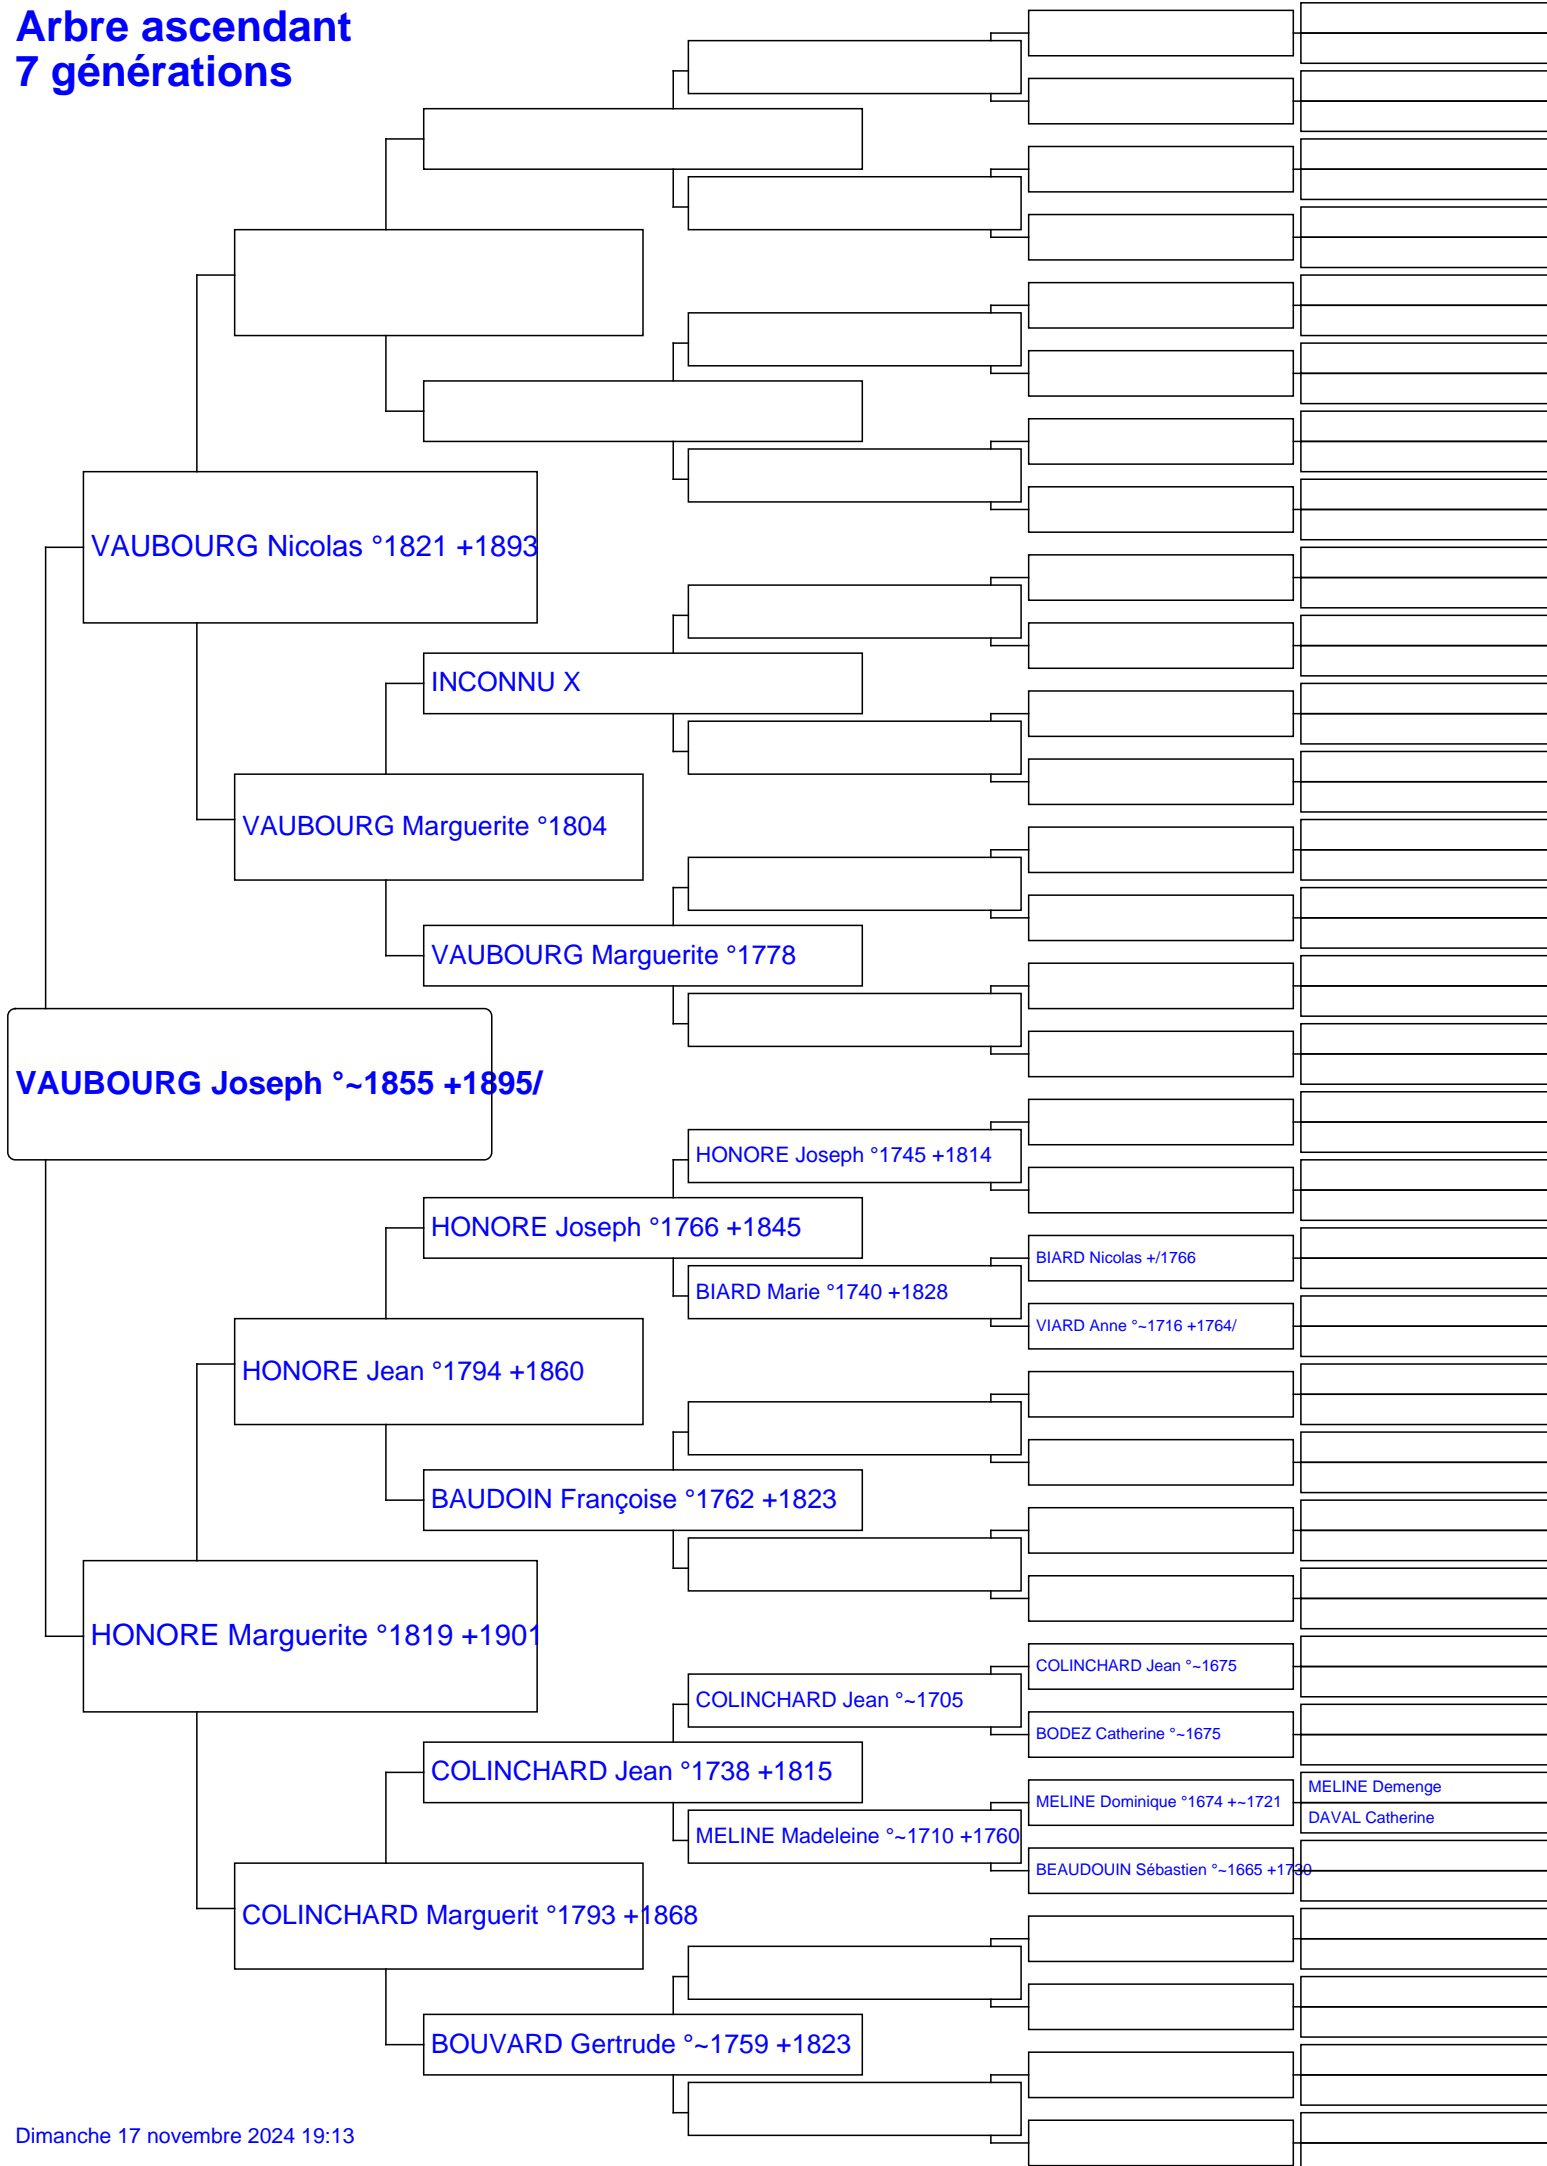 Arbre ascendant
7 générations
VAUBOURG Nicolas °1821 +1893
INCONNU X
VAUBOURG Marguerite °1804
VAUBOURG Marguerite °1778
VAUBOURG Joseph °~1855 +1895/
HONORE Joseph °1745 +1814
HONORE Joseph °1766 +1845
BIARD Nicolas +/1766
BIARD Marie °1740 +1828
VIARD Anne °~1716 +1764/
HONORE Jean °1794 +1860
BAUDOIN Françoise °1762 +1823
HONORE Marguerite °1819 +1901
COLINCHARD Jean °~1675
COLINCHARD Jean °~1705
BODEZ Catherine °~1675
COLINCHARD Jean °1738 +1815
MELINE Demenge
MELINE Dominique °1674 +~1721
DAVAL Catherine
MELINE Madeleine °~1710 +1760
BEAUDOUIN Sébastien °~1665 +1730
COLINCHARD Marguerit °1793 +1868
BOUVARD Gertrude °~1759 +1823
Dimanche 17 novembre 2024 19:13